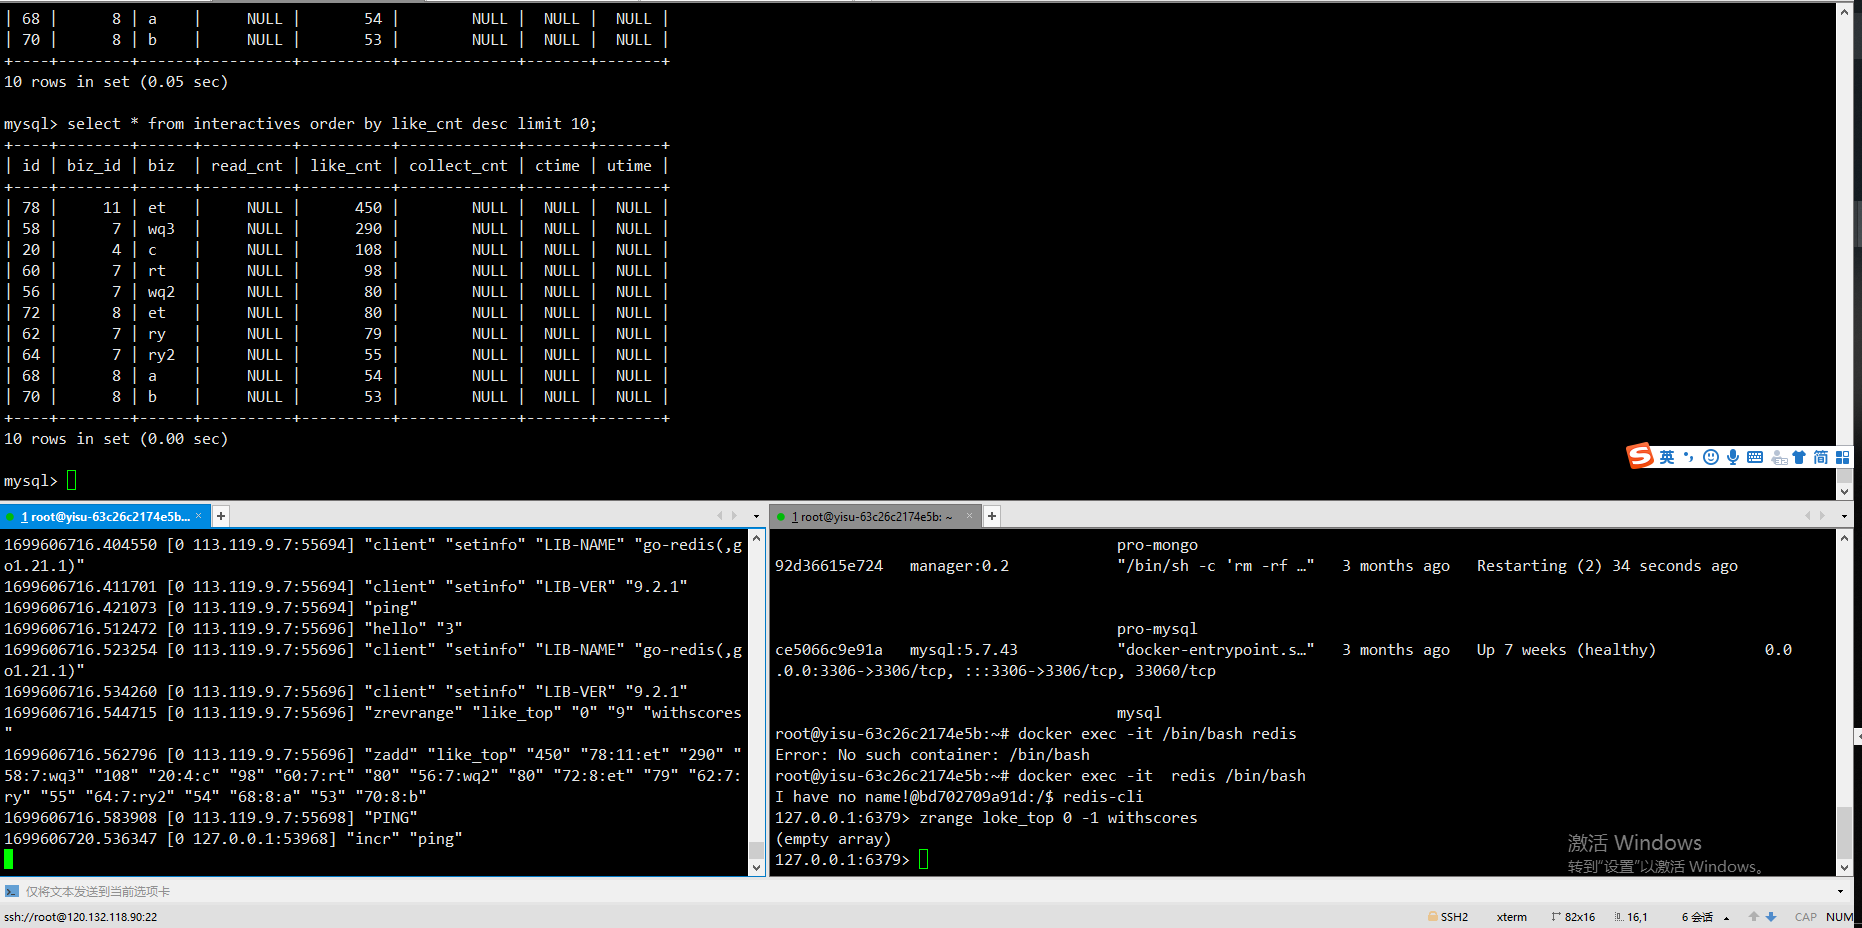 | 68 |       8 | a    |     NULL |       54 |        NULL |  NULL |  NULL |
| 70 |       8 | b    |     NULL |       53 |        NULL |  NULL |  NULL |
+----+--------+------+----------+----------+-------------+-------+-------+
10 rows in set (0.05 sec)
mysql> select * from interactives order by like_cnt desc limit 10;
+----+--------+------+----------+----------+-------------+-------+-------+
| id | biz_id | biz  | read_cnt | like_cnt | collect_cnt | ctime | utime |
+----+--------+------+----------+----------+-------------+-------+-------+
| 78 |     11 | et   |     NULL |      450 |        NULL |  NULL |  NULL |
| 58 |      7 | wq3  |     NULL |      290 |        NULL |  NULL |  NULL |
| 20 |      4 | c    |     NULL |      108 |        NULL |  NULL |  NULL |
| 60 |      7 | rt   |     NULL |       98 |        NULL |  NULL |  NULL |
| 56 |      7 | wq2  |     NULL |       80 |        NULL |  NULL |  NULL |
| 72 |      8 | et   |     NULL |       80 |        NULL |  NULL |  NULL |
| 62 |      7 | ry   |     NULL |       79 |        NULL |  NULL |  NULL |
| 64 |      7 | ry2  |     NULL |       55 |        NULL |  NULL |  NULL |
| 68 |      8 | a    |     NULL |       54 |        NULL |  NULL |  NULL |
| 70 |      8 | b    |     NULL |       53 |        NULL |  NULL |  NULL |
+----+--------+------+----------+----------+-------------+-------+-------+
10 rows in set (0.00 sec)
S 英 简
mysql>
1 root@yisu-63c26c2174e5b... × +
1699606716.404550 [0 113.119.9.7:55694] "client" "setinfo" "LIB-NAME" "go-redis(,g
o1.21.1)"
1699606716.411701 [0 113.119.9.7:55694] "client" "setinfo" "LIB-VER" "9.2.1"
1699606716.421073 [0 113.119.9.7:55694] "ping"
1699606716.512472 [0 113.119.9.7:55696] "hello" "3"
1699606716.523254 [0 113.119.9.7:55696] "client" "setinfo" "LIB-NAME" "go-redis(,g
o1.21.1)"
1699606716.534260 [0 113.119.9.7:55696] "client" "setinfo" "LIB-VER" "9.2.1"
1699606716.544715 [0 113.119.9.7:55696] "zrevrange" "like_top" "0" "9" "withscores
"
1699606716.562796 [0 113.119.9.7:55696] "zadd" "like_top" "450" "78:11:et" "290" "
58:7:wq3" "108" "20:4:c" "98" "60:7:rt" "80" "56:7:wq2" "80" "72:8:et" "79" "62:7:
ry" "55" "64:7:ry2" "54" "68:8:a" "53" "70:8:b"
1699606716.583908 [0 113.119.9.7:55698] "PING"
1699606720.536347 [0 127.0.0.1:53968] "incr" "ping"
1 root@yisu-63c26c2174e5b: ~ × +
pro-mongo
92d36615e724   manager:0.2   "/bin/sh -c 'rm -rf …"   3 months ago   Restarting (2) 34 seconds ago
pro-mysql
ce5066c9e91a   mysql:5.7.43   "docker-entrypoint.s…"   3 months ago   Up 7 weeks (healthy)   0.0
.0.0:3306->3306/tcp, :::3306->3306/tcp, 33060/tcp
mysql
root@yisu-63c26c2174e5b:~# docker exec -it /bin/bash redis
Error: No such container: /bin/bash
root@yisu-63c26c2174e5b:~# docker exec -it  redis /bin/bash
I have no name!@bd702709a91d:/$ redis-cli
127.0.0.1:6379> zrange loke_top 0 -1 withscores
(empty array)
127.0.0.1:6379>
激活 Windows
转到"设置"以激活 Windows。
仅将文本发送到当前选项卡
ssh://root@120.132.118.90:22   SSH2   xterm   82x16   16,1   6 会话   CAP   NUM